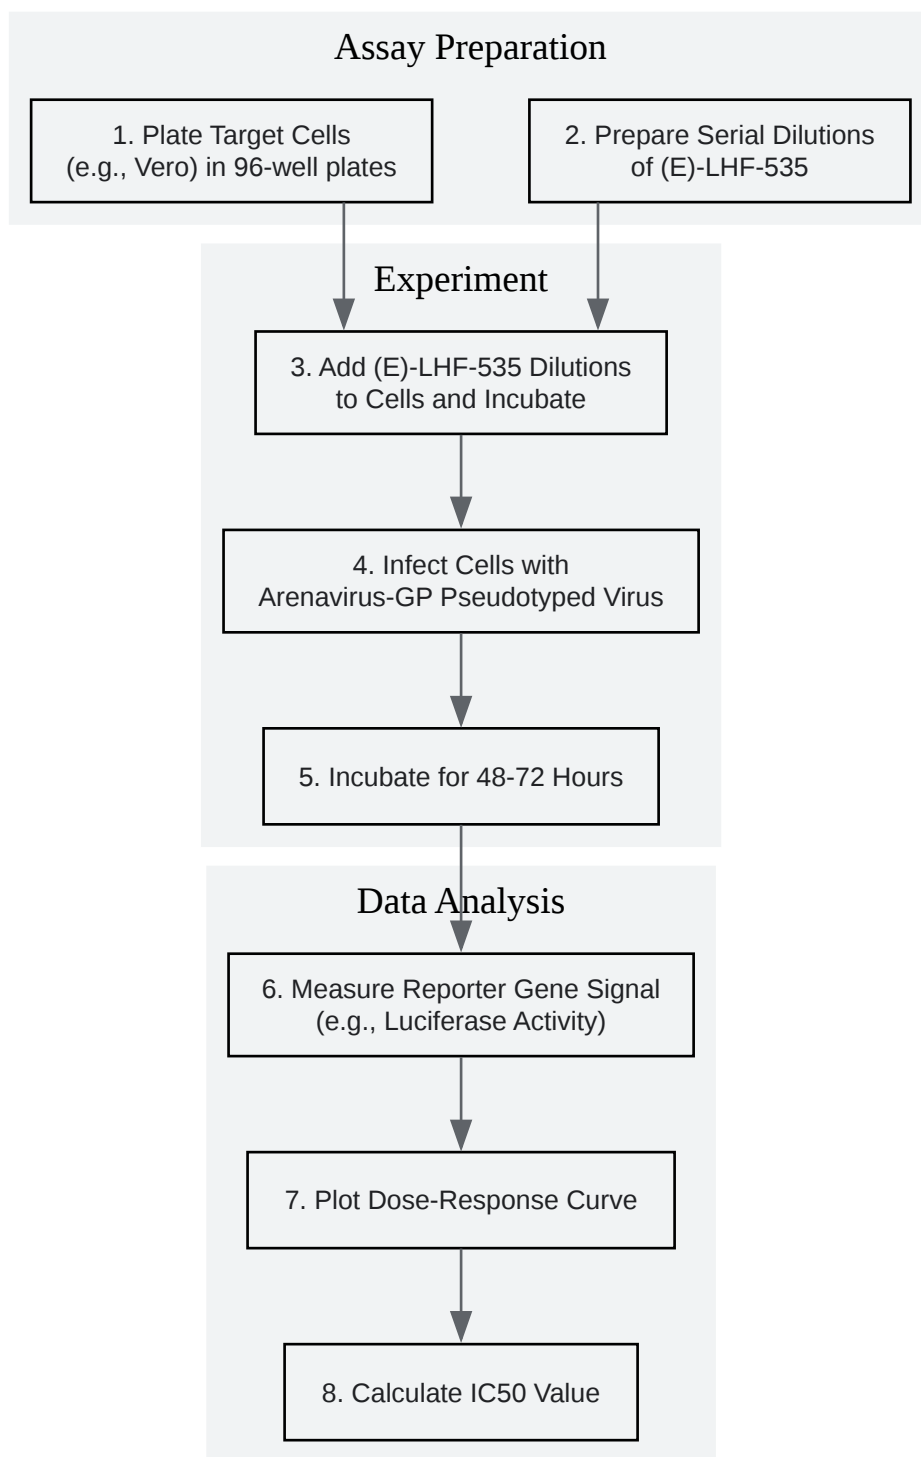 Assay Preparation
1. Plate Target Cells
(e.g., Vero) in 96-well plates
2. Prepare Serial Dilutions
of (E)-LHF-535
Experiment
3. Add (E)-LHF-535 Dilutions
to Cells and Incubate
4. Infect Cells with
Arenavirus-GP Pseudotyped Virus
5. Incubate for 48-72 Hours
Data Analysis
6. Measure Reporter Gene Signal
(e.g., Luciferase Activity)
7. Plot Dose-Response Curve
8. Calculate IC50 Value